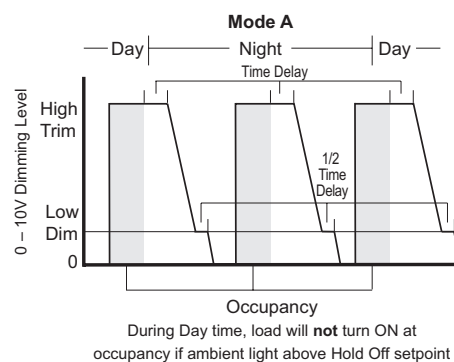 Mode A
Day
Night
Day
Time Delay
High
Trim
1/2
Time
Delay
Low
Dim
0
0 – 10V Dimming Level
Occupancy
During Day time, load will not turn ON at
occupancy if ambient light above Hold Off setpoint